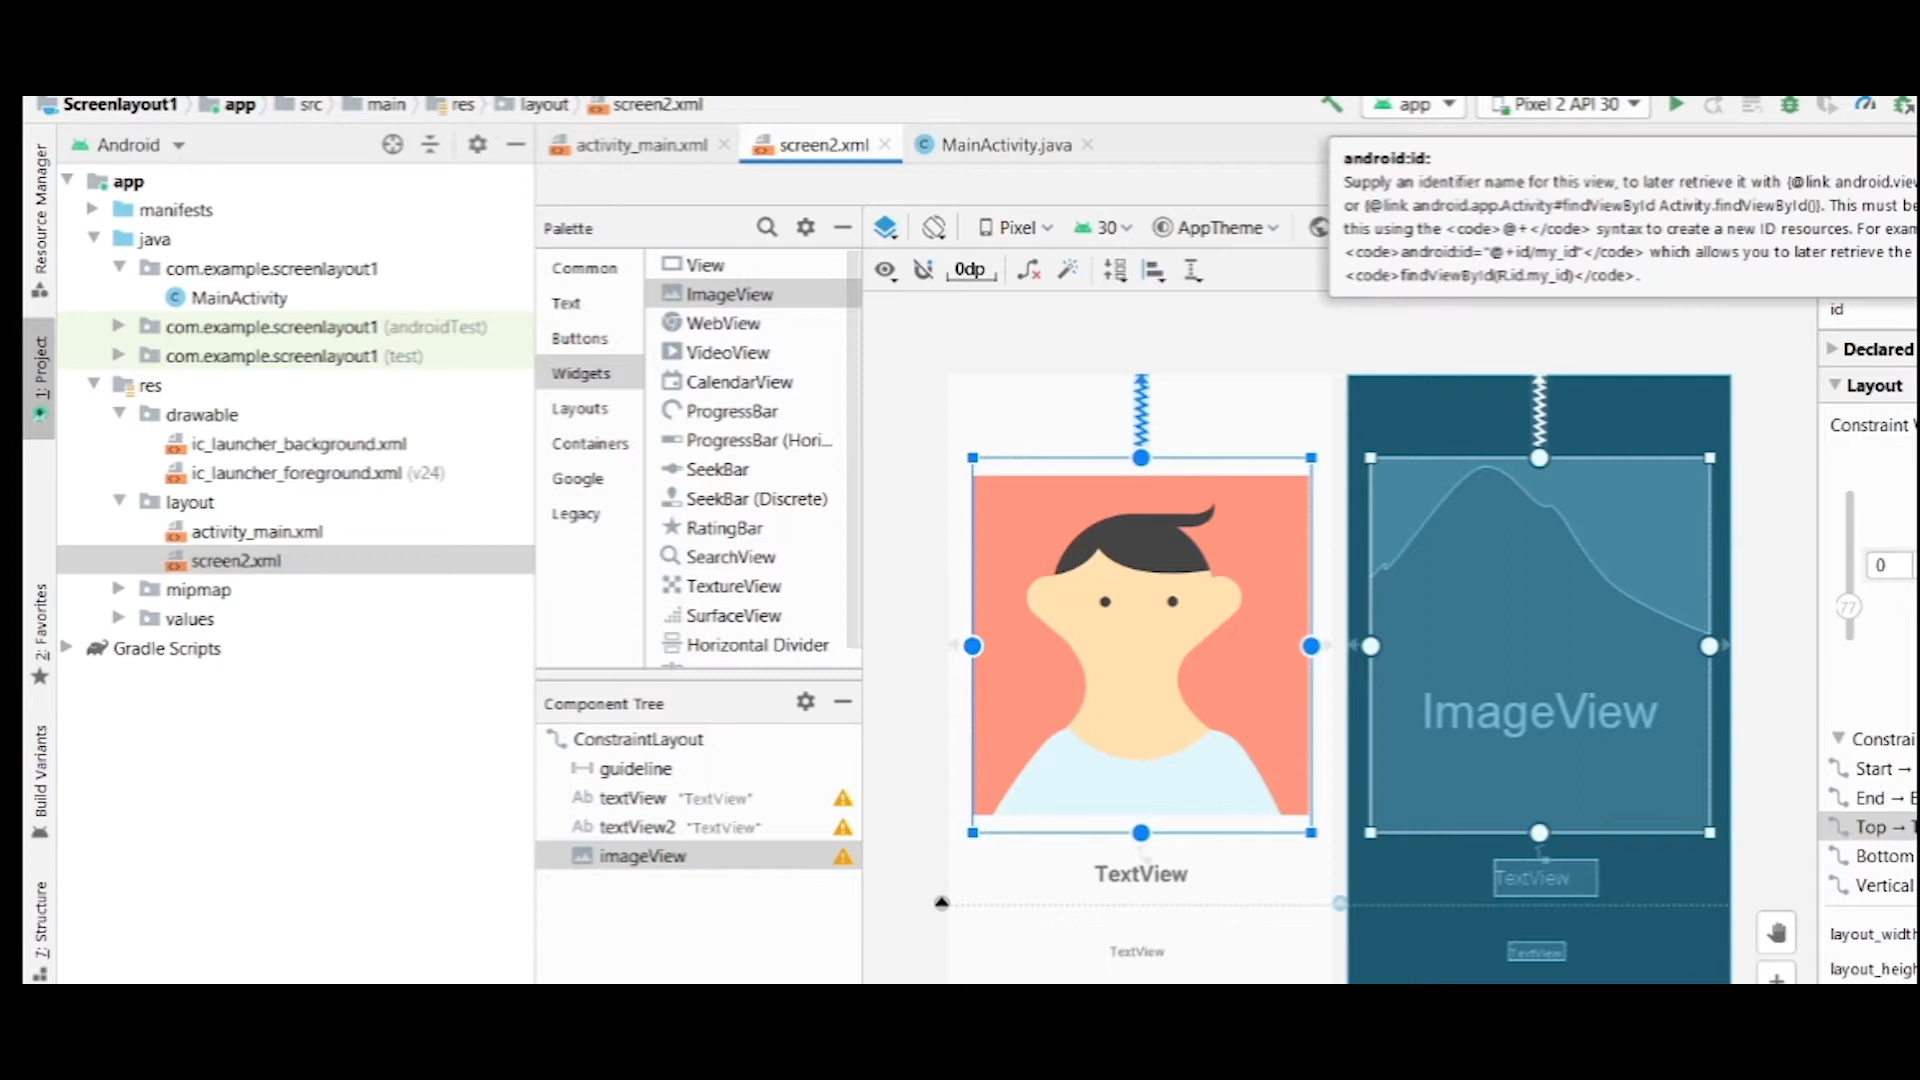 Screenlayout1 app src main res layout screen2.xml
app Pixel 2 API 30
Android
activity_main.xml screen2.xml MainActivity.java
Resource Manager
1: Project
2: Favorites
Build Variants
7: Structure
app
manifests
java
com.example.screenlayout1
MainActivity
com.example.screenlayout1 (androidTest)
com.example.screenlayout1 (test)
res
drawable
ic_launcher_background.xml
ic_launcher_foreground.xml (v24)
layout
activity_main.xml
screen2.xml
mipmap
values
Gradle Scripts
Palette
Common
Text
Buttons
Widgets
Layouts
Containers
Google
Legacy
View
ImageView
WebView
VideoView
CalendarView
ProgressBar
ProgressBar (Hori...
SeekBar
SeekBar (Discrete)
RatingBar
SearchView
TextureView
SurfaceView
Horizontal Divider
Component Tree
ConstraintLayout
guideline
Ab textView "TextView"
Ab textView2 "TextView"
imageView
Pixel 30 AppTheme
0dp
android:id:
Supply an identifier name for this view, to later retrieve it with {@link android.view
or {@link android.app.Activity#findViewById Activity.findViewById()}. This must be
this using the <code>@+</code> syntax to create a new ID resources. For exam
<code>android:id="@+id/my_id"</code> which allows you to later retrieve the
<code>findViewById(R.id.my_id)</code>.
TextView
TextView
ImageView
TextView
TextView
id
Declared
Layout
Constraint
0
77
Constrai
Start →
End →
Top →
Bottom
Vertical
layout_width
layout_heigh